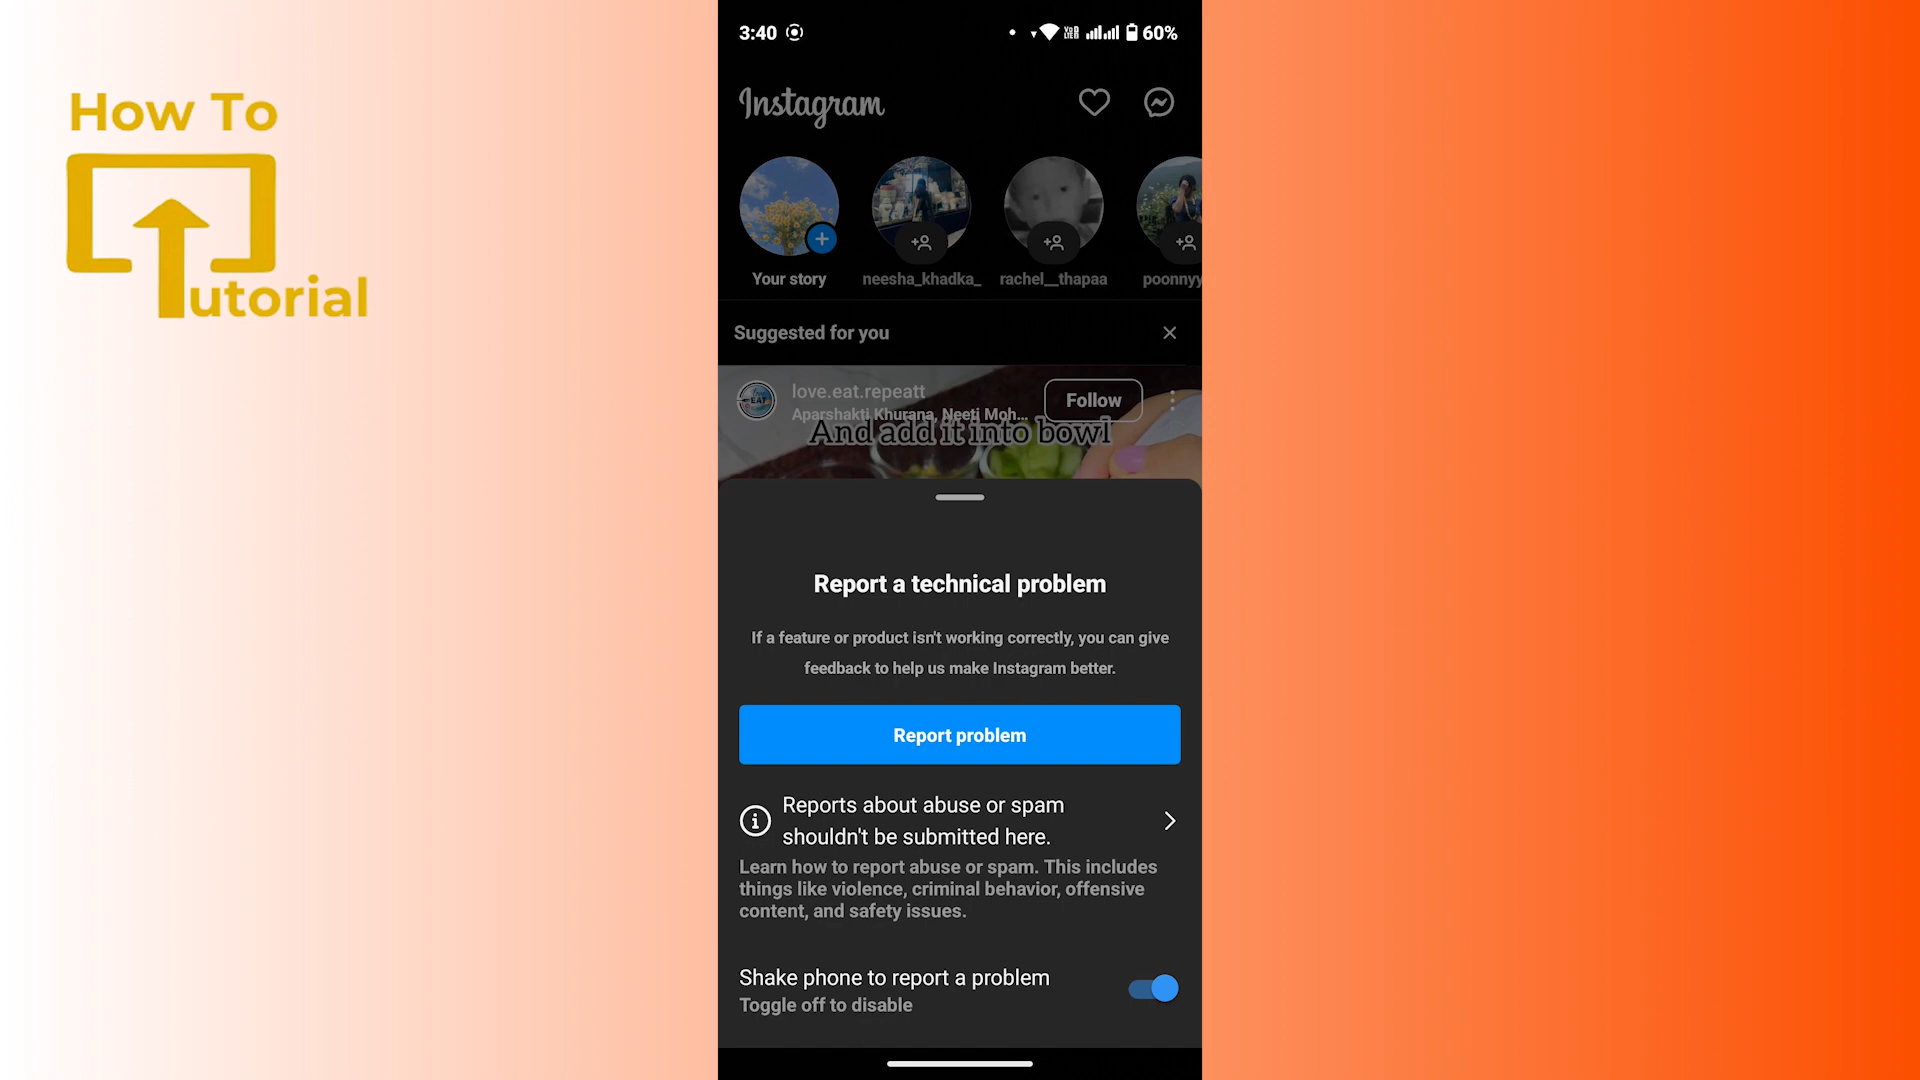 How To
utorial
3:40
60%
Instagram
Your story
neesha_khadka_
rachel__thapaa
poonnyy
Suggested for you
love.eat.repeatt
Aparshakti Khurana, Neeti Moh...
Follow
And add it into bowl
Report a technical problem
If a feature or product isn't working correctly, you can give
feedback to help us make Instagram better.
Report problem
Reports about abuse or spam
shouldn't be submitted here.
Learn how to report abuse or spam. This includes
things like violence, criminal behavior, offensive
content, and safety issues.
Shake phone to report a problem
Toggle off to disable